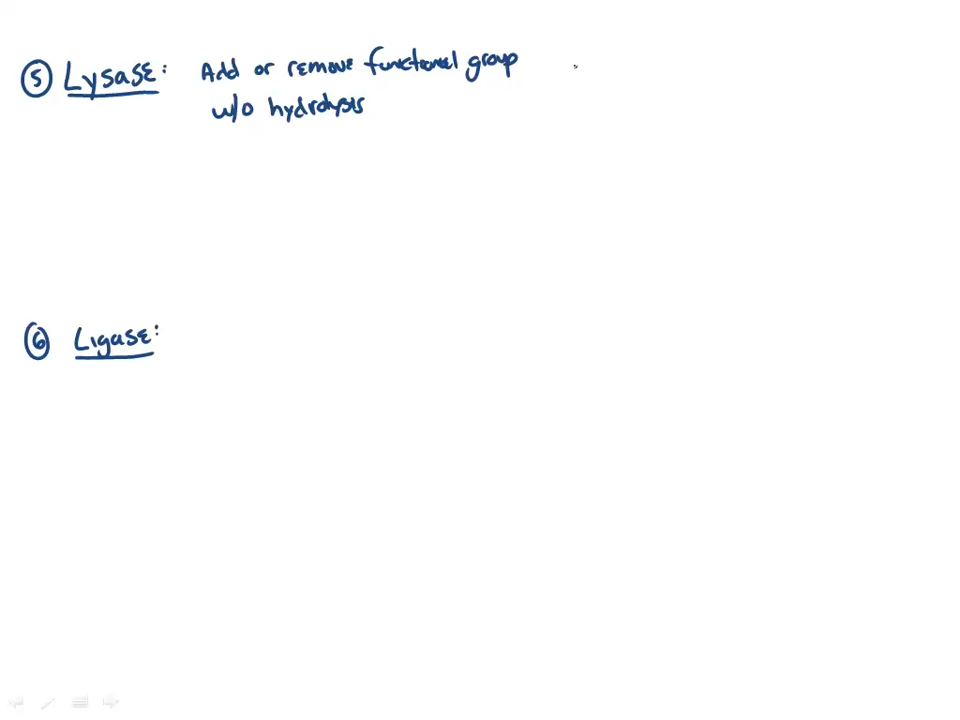 ⑤ Lysase: Add or remove functional group
w/o hydrolysis
⑥ Ligase: